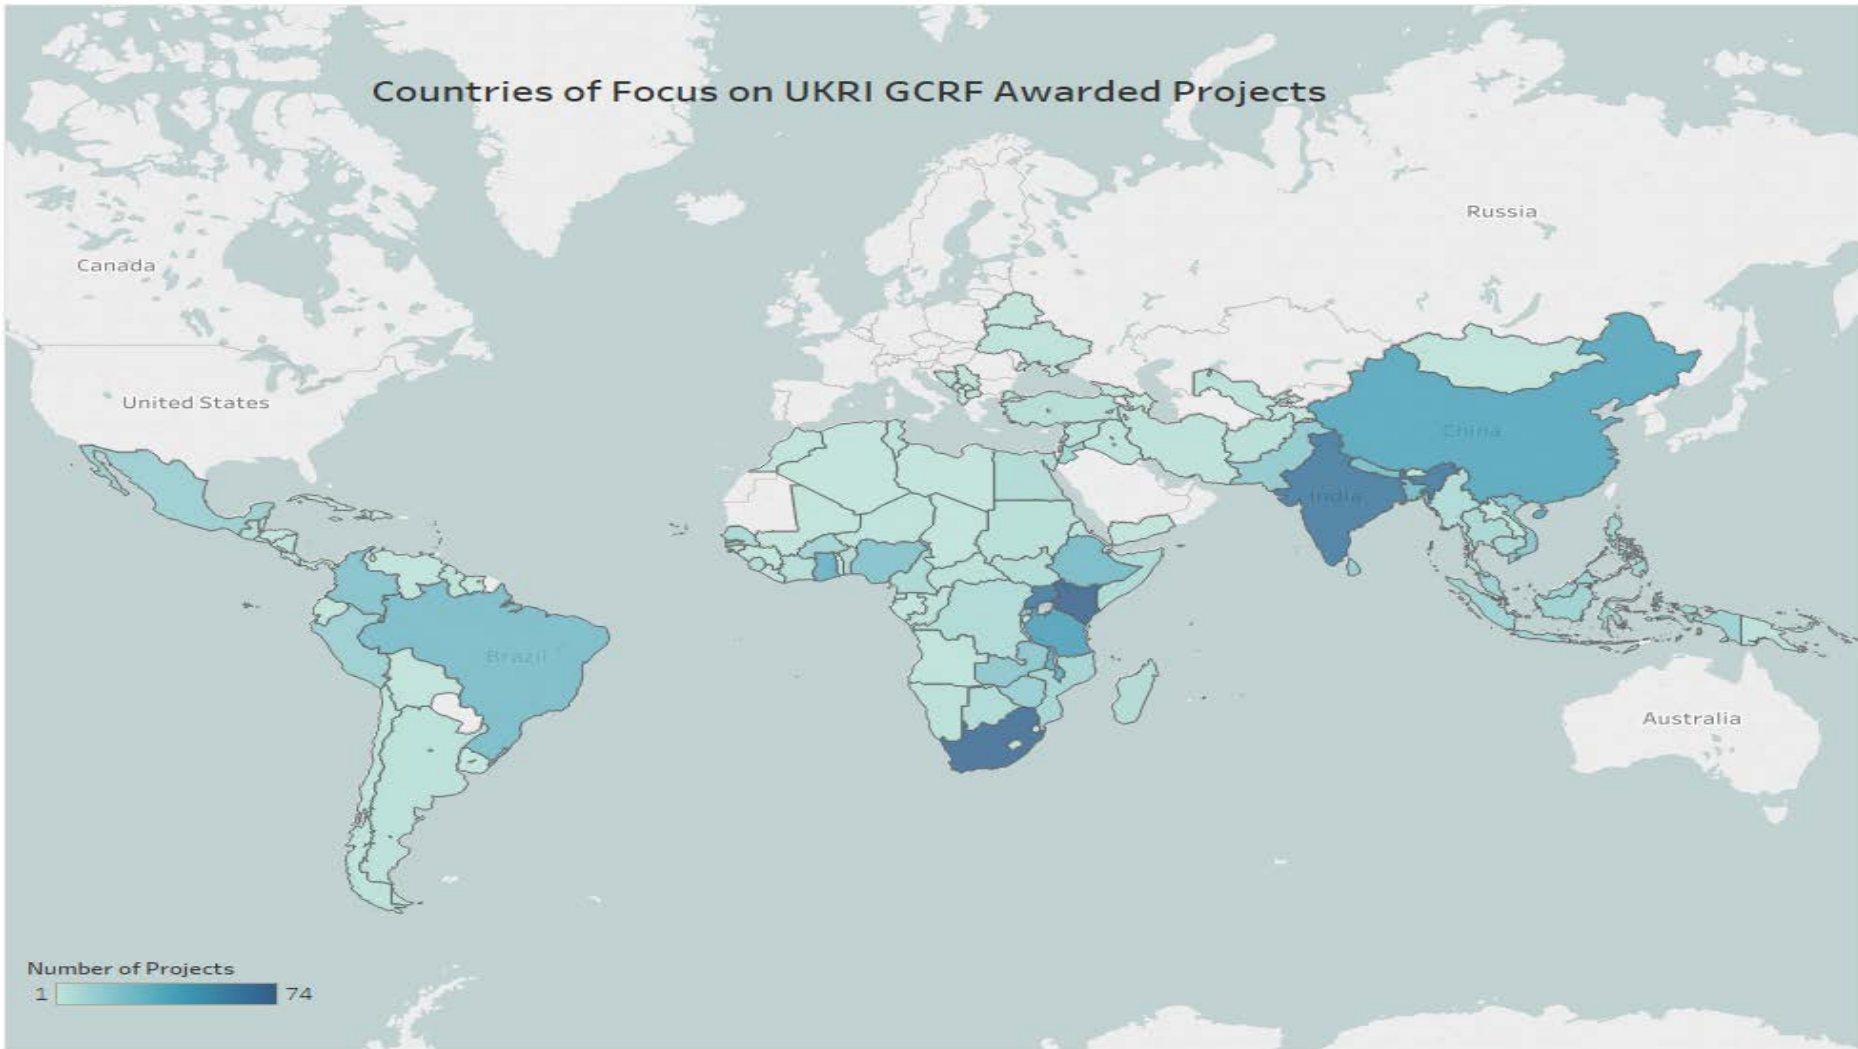 Countries of Focus on UKRI GCRF Awarded Projects
Russia
Canada
United States
China
India
Brazil
Australia
Number of Projects
1 74